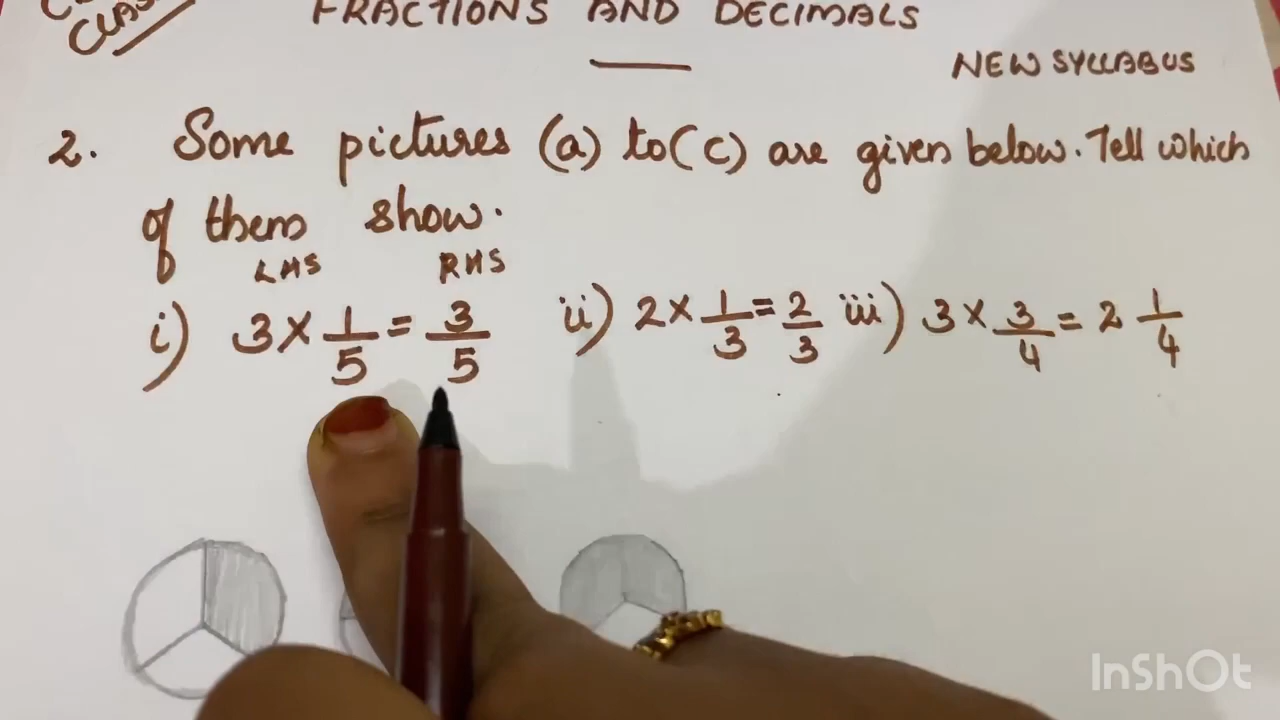 CLASS
FRACTIONS AND DECIMALS
NEW SYLLABUS
2. Some pictures (a) to (c) are given below. Tell which
of them show.
LHS RHS
i) 3 × 1/5 = 3/5 ii) 2 × 1/3 = 2/3 iii) 3 × 3/4 = 2 1/4
InShOt